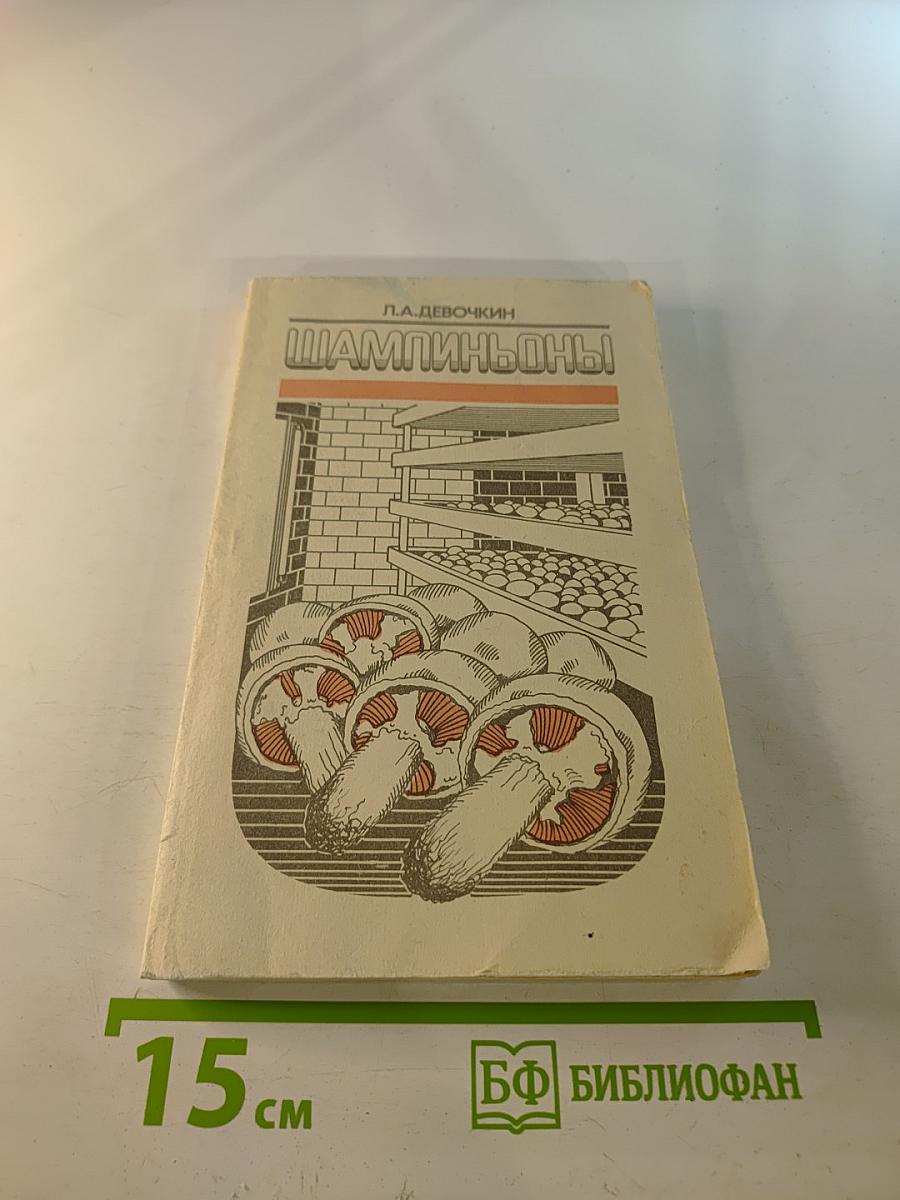 Л.А.ДЕВОЧКИН
ШАМПИНЬОНЫ
15 см
БФ БИБЛИОФАН